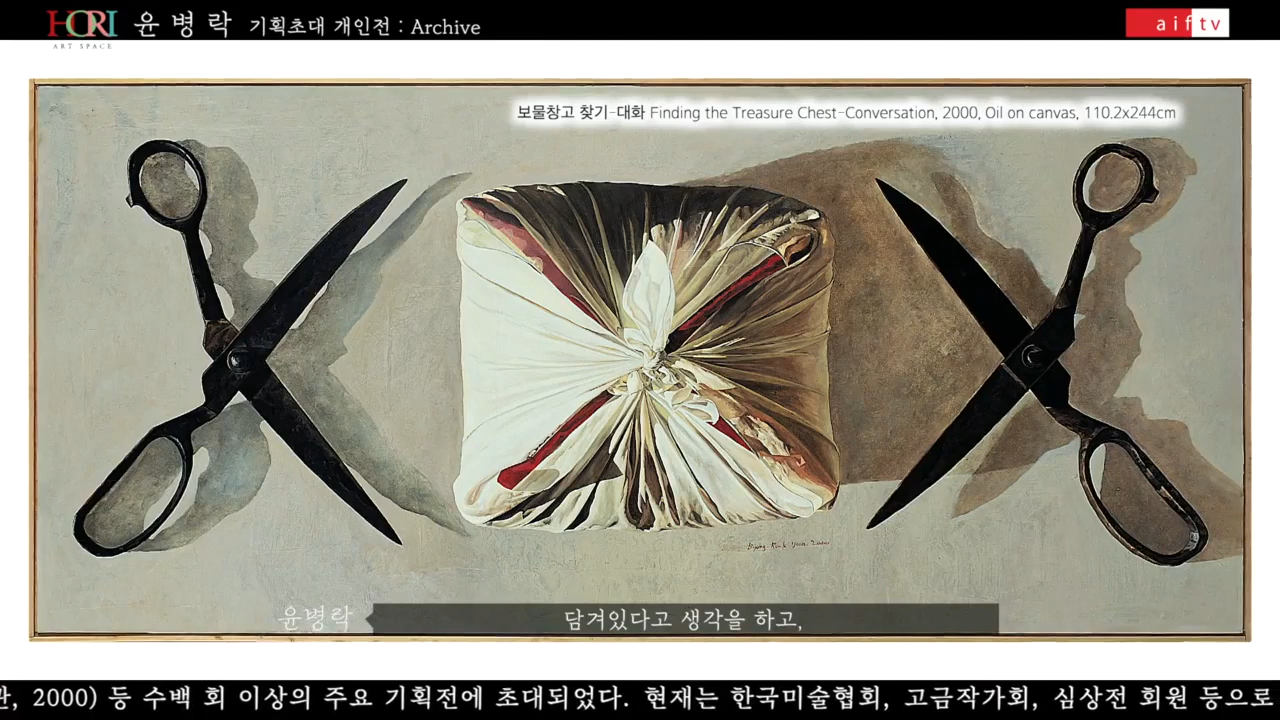 HORI
ART SPACE
윤병락 기획초대 개인전 : Archive
aiftv
보물창고 찾기-대화 Finding the Treasure Chest-Conversation, 2000, Oil on canvas, 110.2x244cm
윤병락
담겨있다고 생각을 하고,
관, 2000) 등 수백 회 이상의 주요 기획전에 초대되었다. 현재는 한국미술협회, 고금작가회, 심상전 회원 등으로